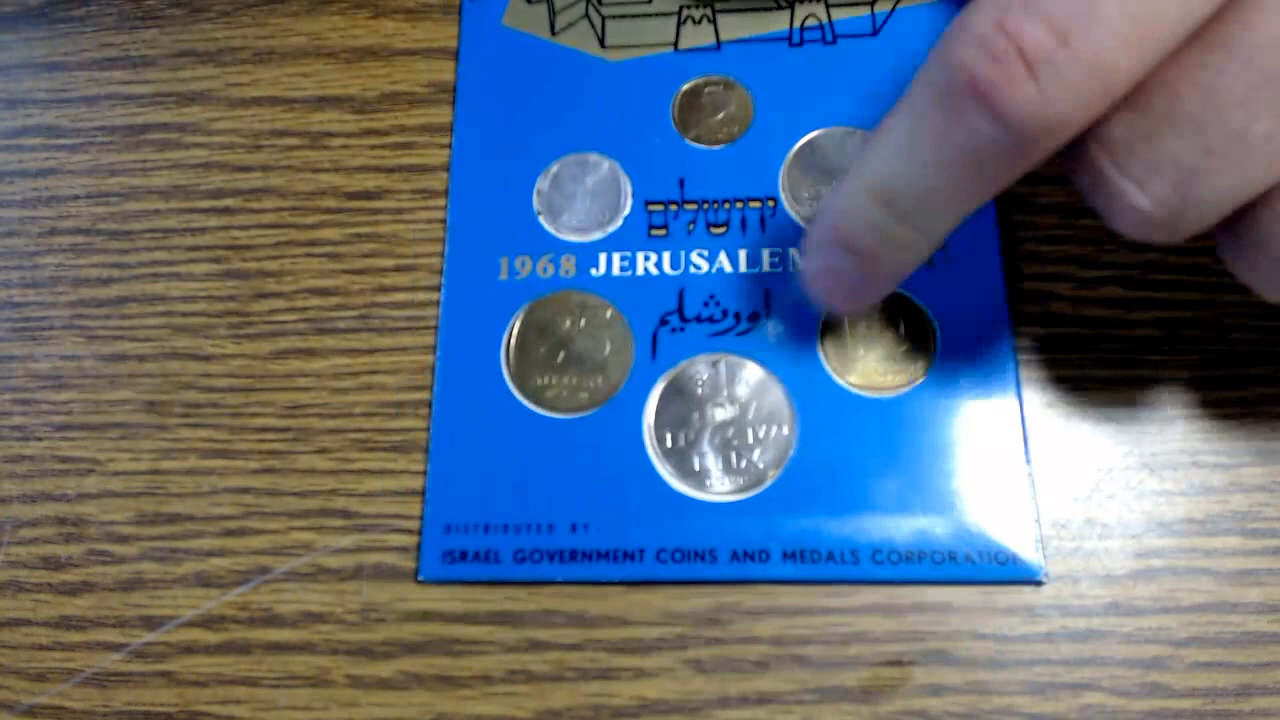 ירושלים
1968 JERUSALEM
اورشليم
DISTRIBUTED BY
ISRAEL GOVERNMENT COINS AND MEDALS CORPORATION